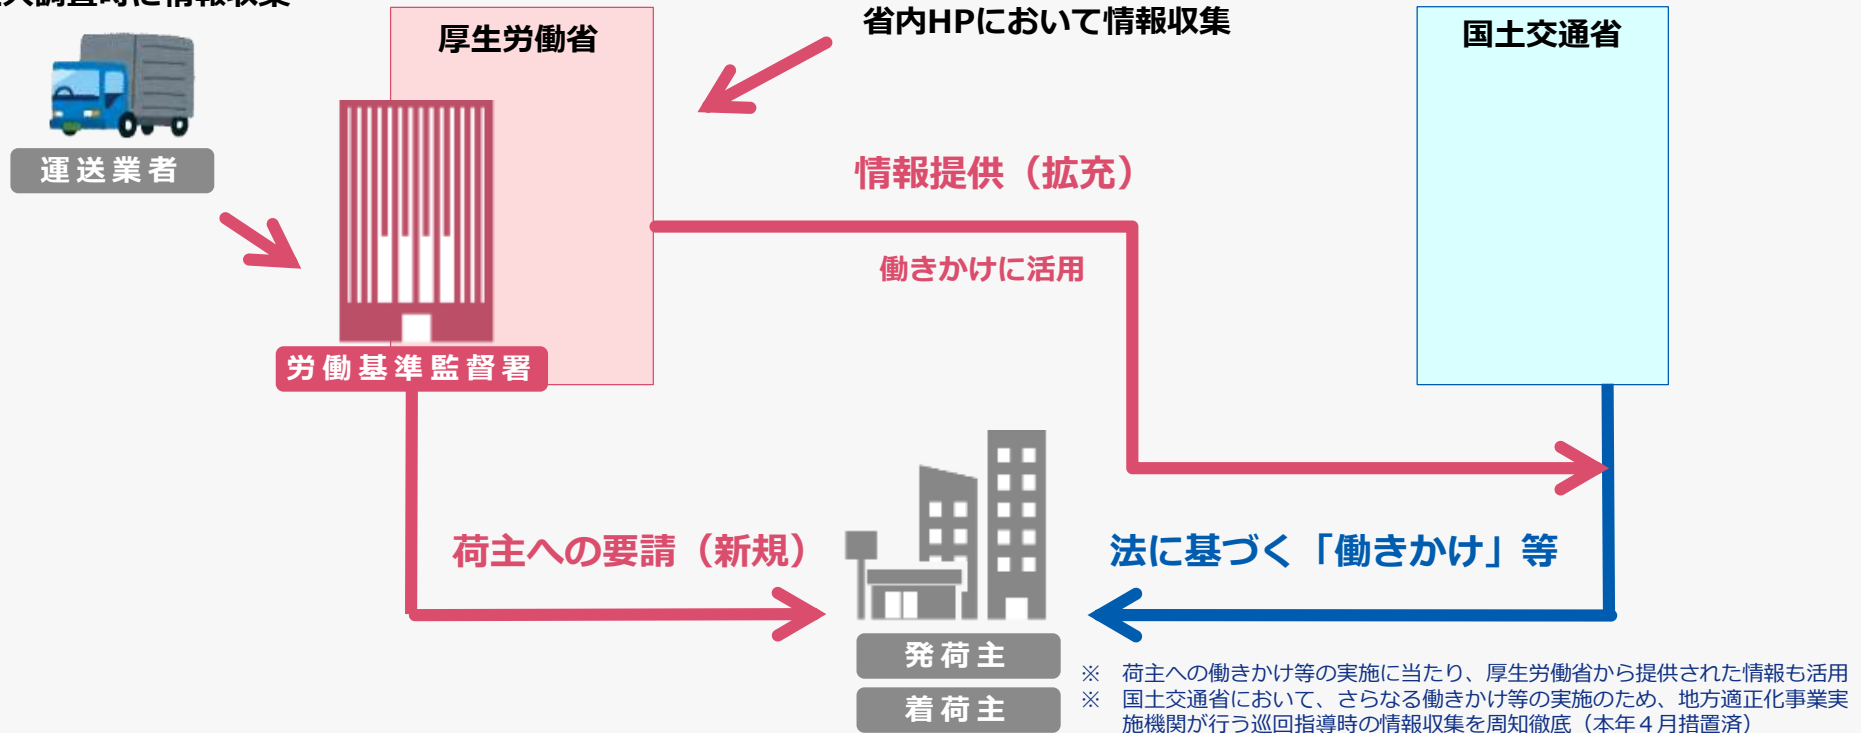 調査時に情報収集
厚生労働省
省内HPにおいて情報収集
国土交通省
運送業者
情報提供（拡充）
働きかけに活用
労働基準監督署
荷主への要請（新規）
法に基づく「働きかけ」等
発荷主
着荷主
※　荷主への働きかけ等の実施に当たり、厚生労働省から提供された情報も活用
※　国土交通省において、さらなる働きかけ等の実施のため、地方適正化事業実
施機関が行う巡回指導時の情報収集を周知徹底（本年４月措置済）